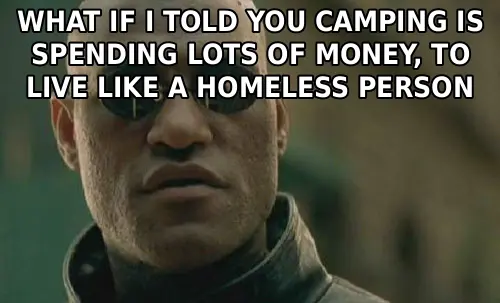 WHAT IF I TOLD YOU CAMPING IS
SPENDING LOTS OF MONEY, TO
LIVE LIKE A HOMELESS PERSON